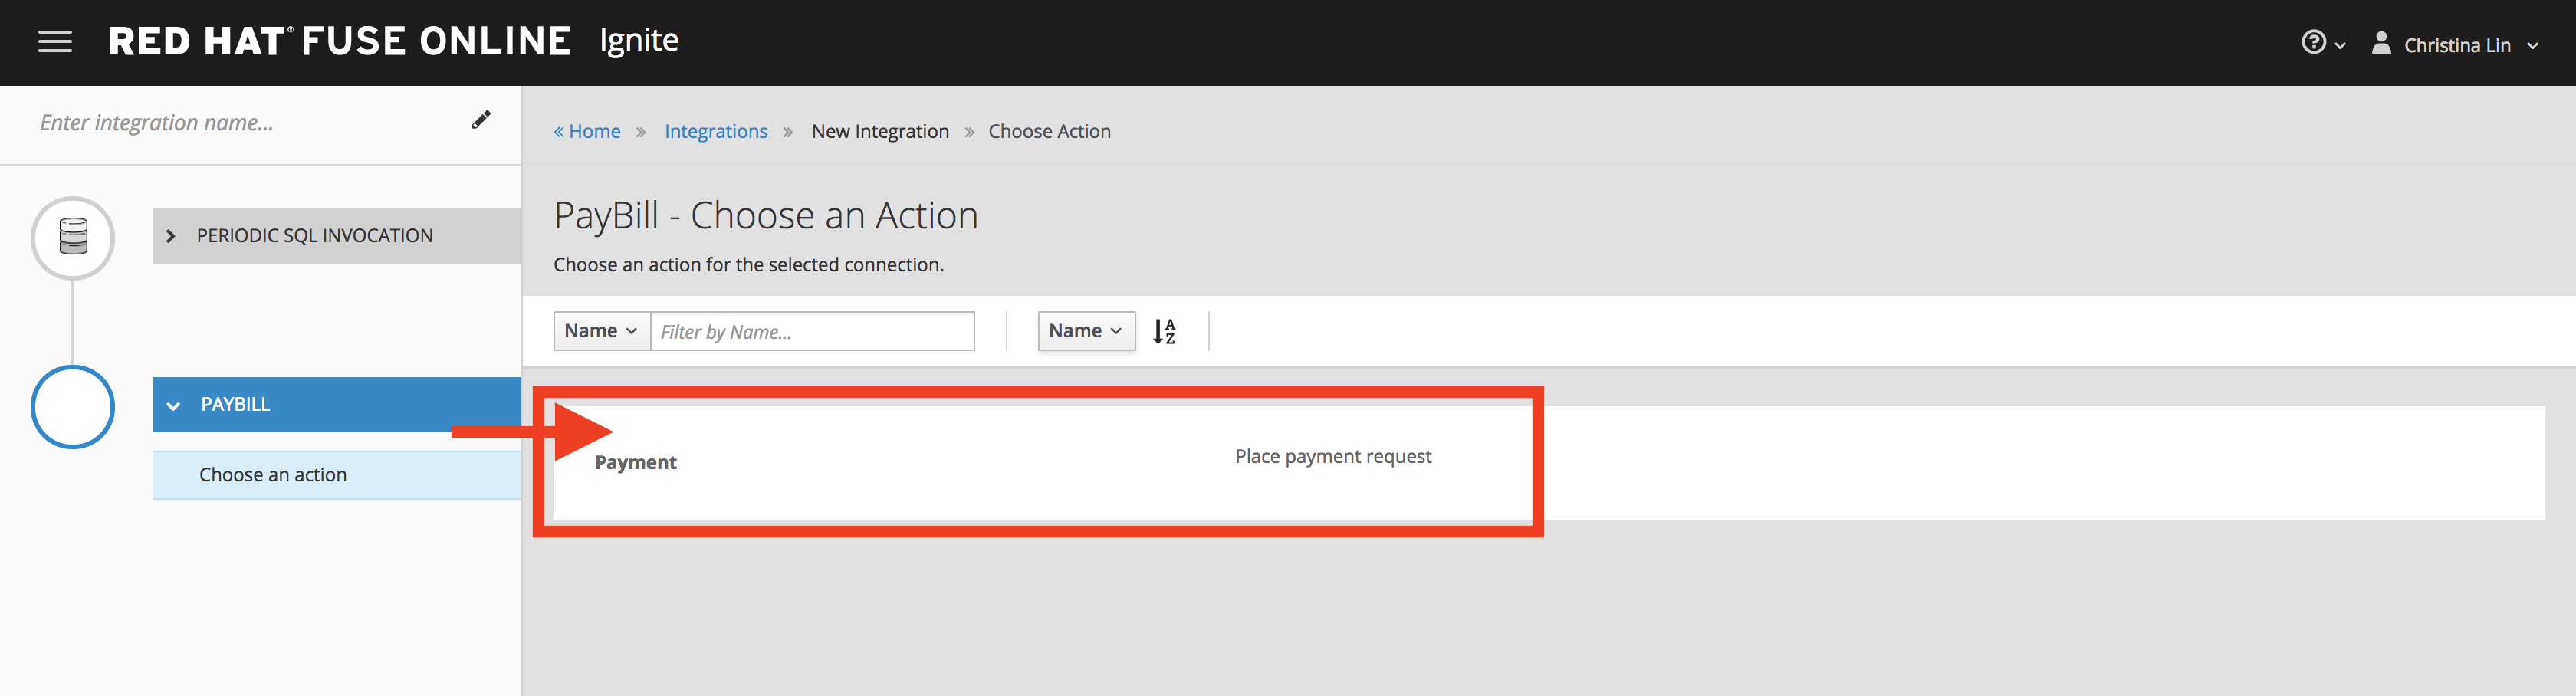 RED HAT® FUSE ONLINE Ignite
Christina Lin
Enter integration name...
« Home » Integrations » New Integration » Choose Action
PERIODIC SQL INVOCATION
PayBill - Choose an Action
Choose an action for the selected connection.
Name Filter by Name... Name A Z
PAYBILL
Choose an action
Payment
Place payment request